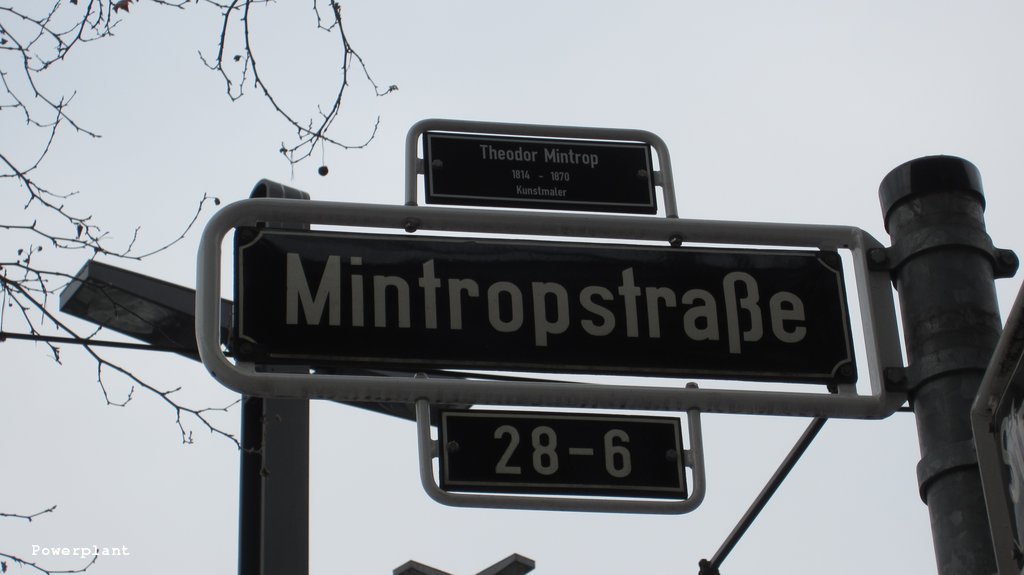 Theodor Mintrop
1814 - 1870
Kunstmaler
Mintropstraße
28-6
Powerplant